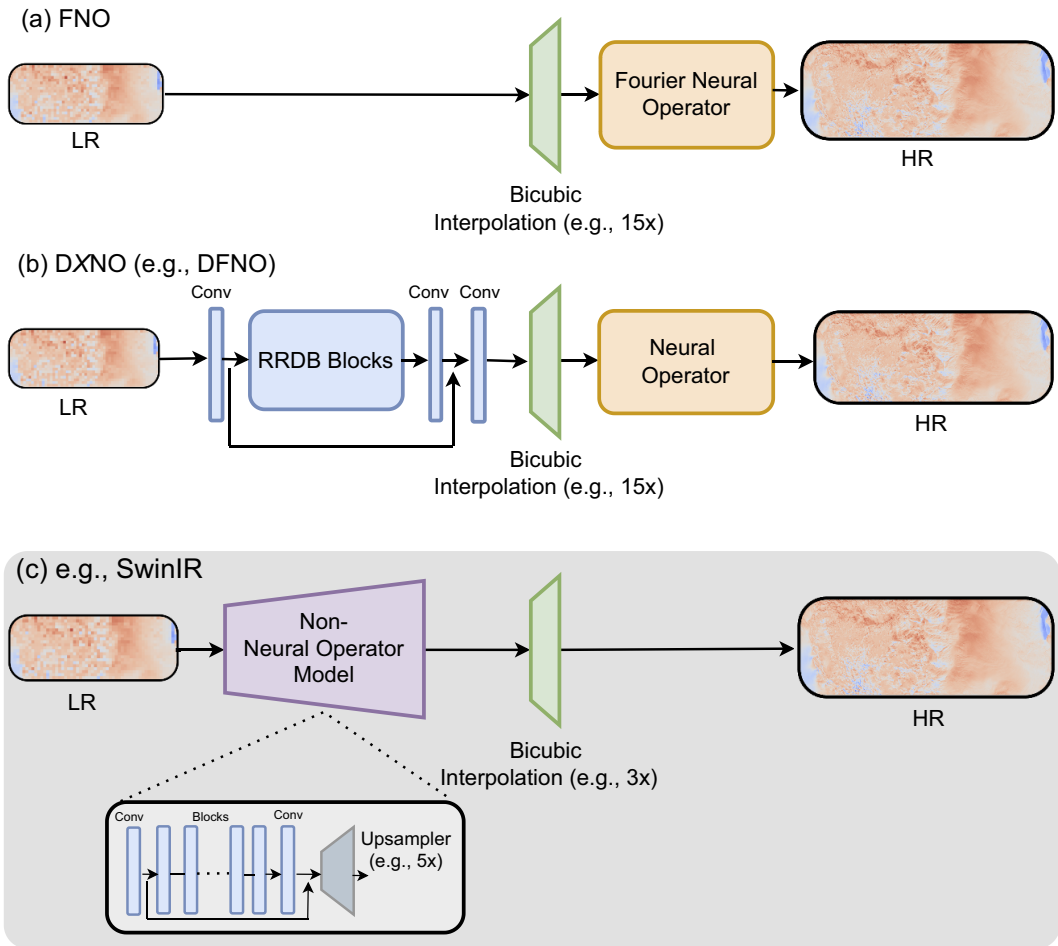 (a) FNO
LR
Fourier Neural
Operator
HR
Bicubic
Interpolation (e.g., 15x)
(b) DXNO (e.g., DFNO)
Conv
Conv
Conv
RRDB Blocks
Neural
Operator
LR
HR
Bicubic
Interpolation (e.g., 15x)
(c) e.g., SwinIR
Non-
Neural Operator
Model
LR
HR
Bicubic
Interpolation (e.g., 3x)
Conv
Blocks
Conv
Upsampler
(e.g., 5x)